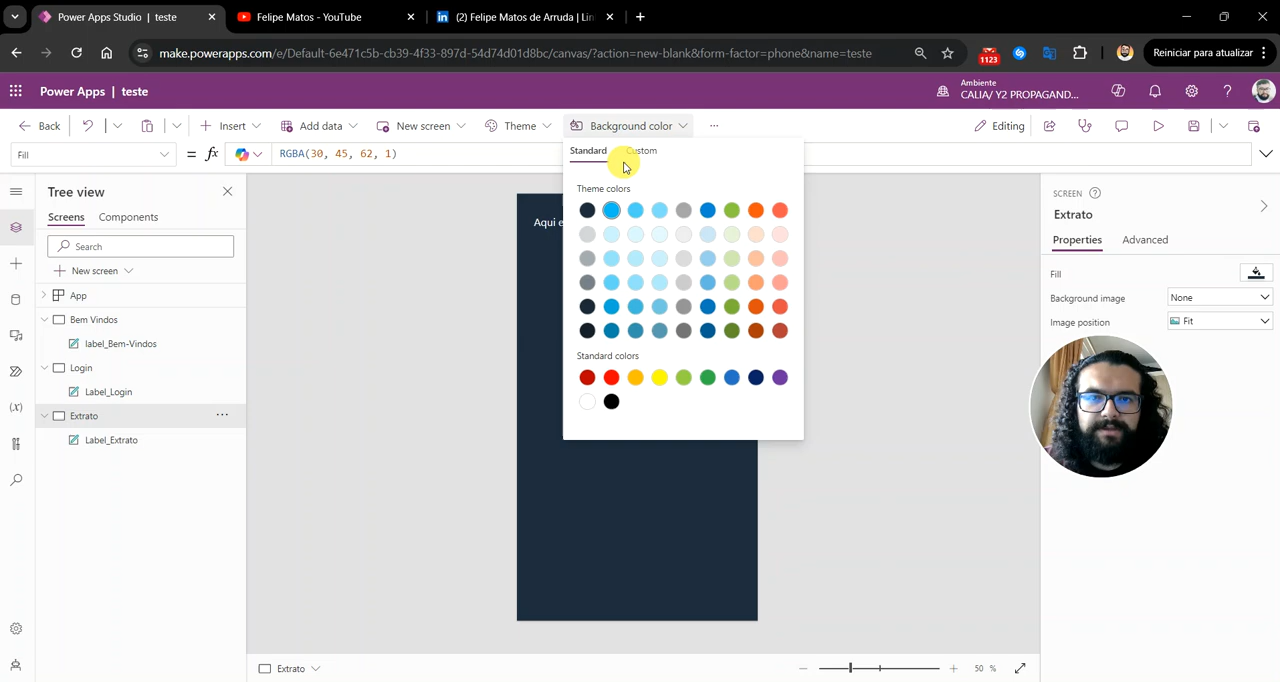 Power Apps Studio | teste
Felipe Matos - YouTube
(2) Felipe Matos de Arruda | Lin
make.powerapps.com/e/Default-6e471c5b-cb39-4f33-897d-54d74d01d8bc/canvas/?action=new-blank&form-factor=phone&name=teste
1123
Reiniciar para atualizar
Power Apps | teste
Ambiente
CALIA/ Y2 PROPAGAND...
Back
Insert
Add data
New screen
Theme
Background color
...
Editing
Fill
= fx
RGBA(30, 45, 62, 1)
Standard
Custom
Tree view
Screens
Components
Search
New screen
App
Bem Vindos
label_Bem-Vindos
Login
Label_Login
Extrato
...
Label_Extrato
Aqui e
Theme colors
Standard colors
SCREEN
Extrato
Properties
Advanced
Fill
Background image
None
Image position
Fit
Extrato
50 %